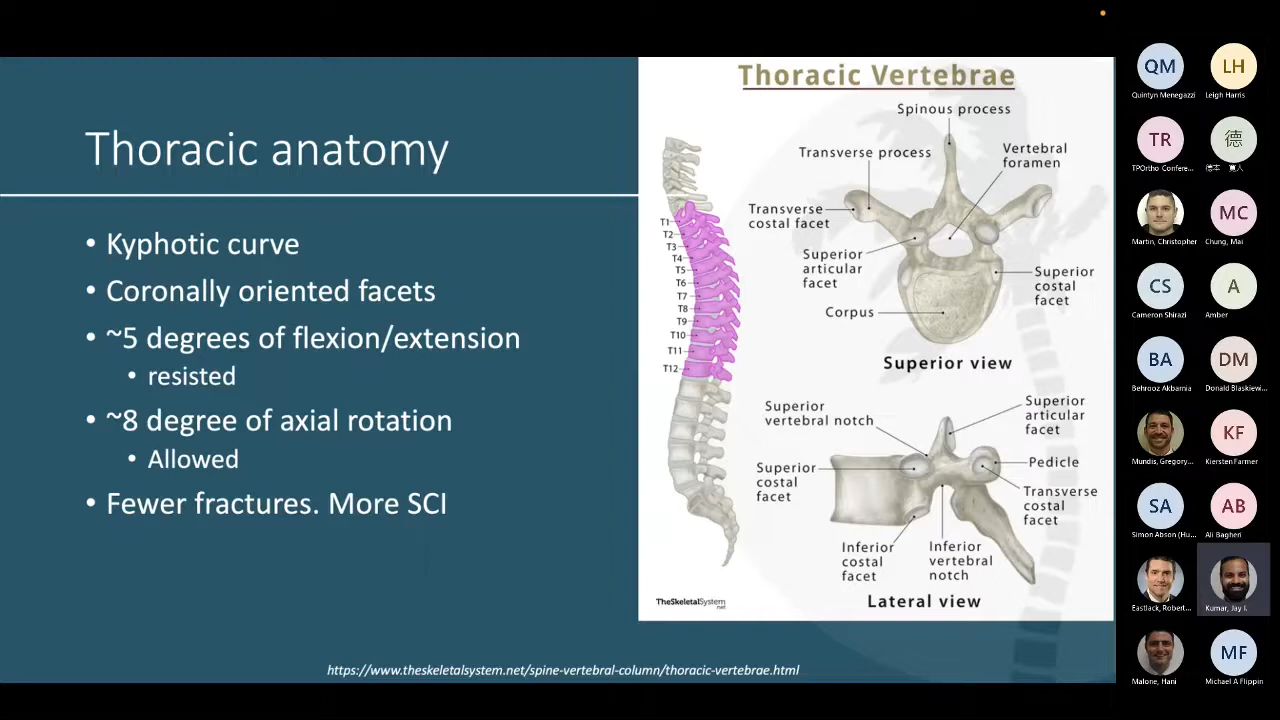 Thoracic anatomy
• Kyphotic curve
• Coronally oriented facets
• ~5 degrees of flexion/extension
• resisted
• ~8 degree of axial rotation
• Allowed
• Fewer fractures. More SCI
Thoracic Vertebrae
Spinous process
Transverse process
Vertebral
foramen
Transverse
costal facet
Superior
articular
facet
Superior
costal
facet
Corpus
Superior view
T1
T2
T3
T4
T5
T6
T7
T8
T9
T10
T11
T12
Superior
vertebral notch
Superior
articular
facet
Superior
costal
facet
Pedicle
Transverse
costal
facet
Inferior
costal
facet
Inferior
vertebral
notch
Lateral view
TheSkeletalSystem
.net
https://www.theskeletalsystem.net/spine-vertebral-column/thoracic-vertebrae.html
QM
Quintyn Menegazzi
LH
Leigh Harris
TR
TPOrtho Confere...
德
Martin, Christopher
MC
Chung, Mai
CS
Cameron Shirazi
A
Amber
BA
Behrooz Akbarnia
DM
Donald Blaskiewi...
Mundis, Gregory...
KF
Kiersten Farmer
SA
Simon Abson (Hu...
AB
Ali Bagheri
Eastlack, Robert...
Kumar, Jay I.
Malone, Hani
MF
Michael A Flippin